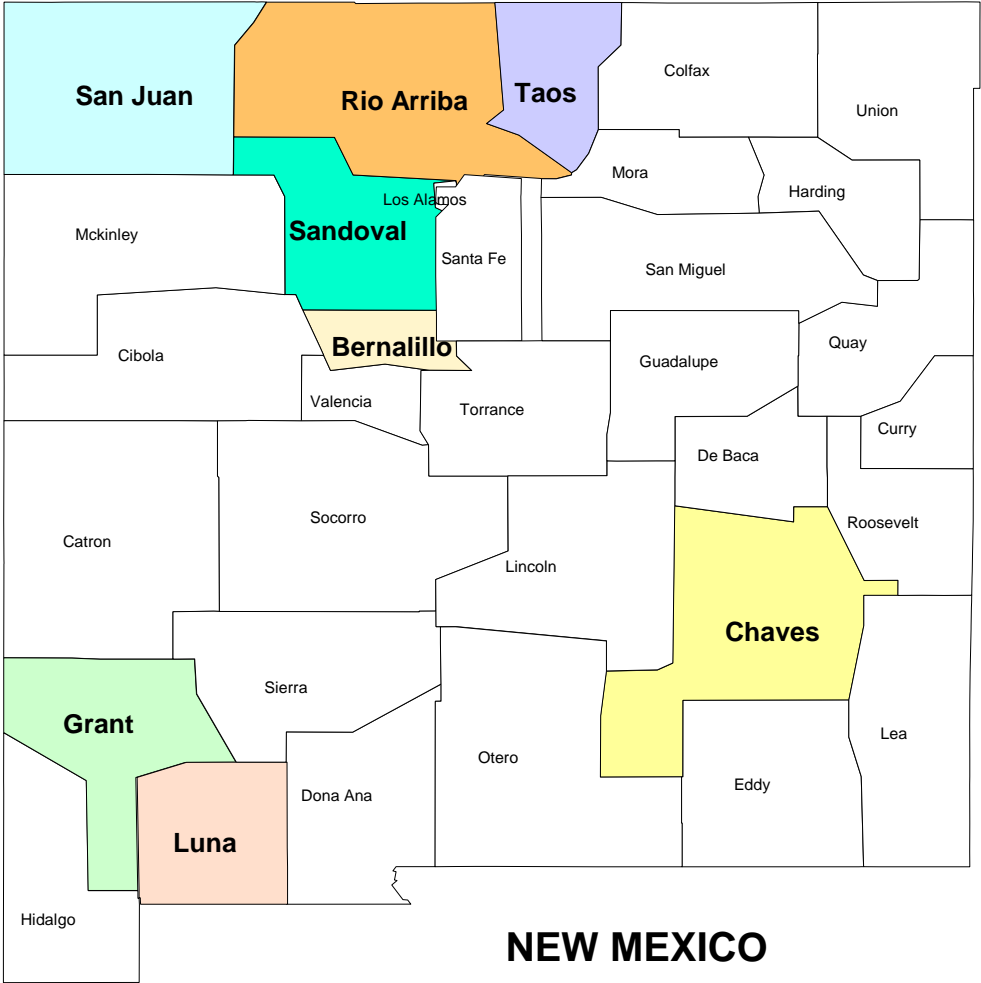 Colfax
San Juan
Rio Arriba
Taos
Union
Mora
Harding
Los Alamos
Mckinley
Sandoval
Santa Fe
San Miguel
Bernalillo
Quay
Cibola
Guadalupe
Valencia
Torrance
Curry
De Baca
Socorro
Roosevelt
Catron
Lincoln
Chaves
Sierra
Grant
Lea
Otero
Eddy
Dona Ana
Luna
Hidalgo
NEW MEXICO